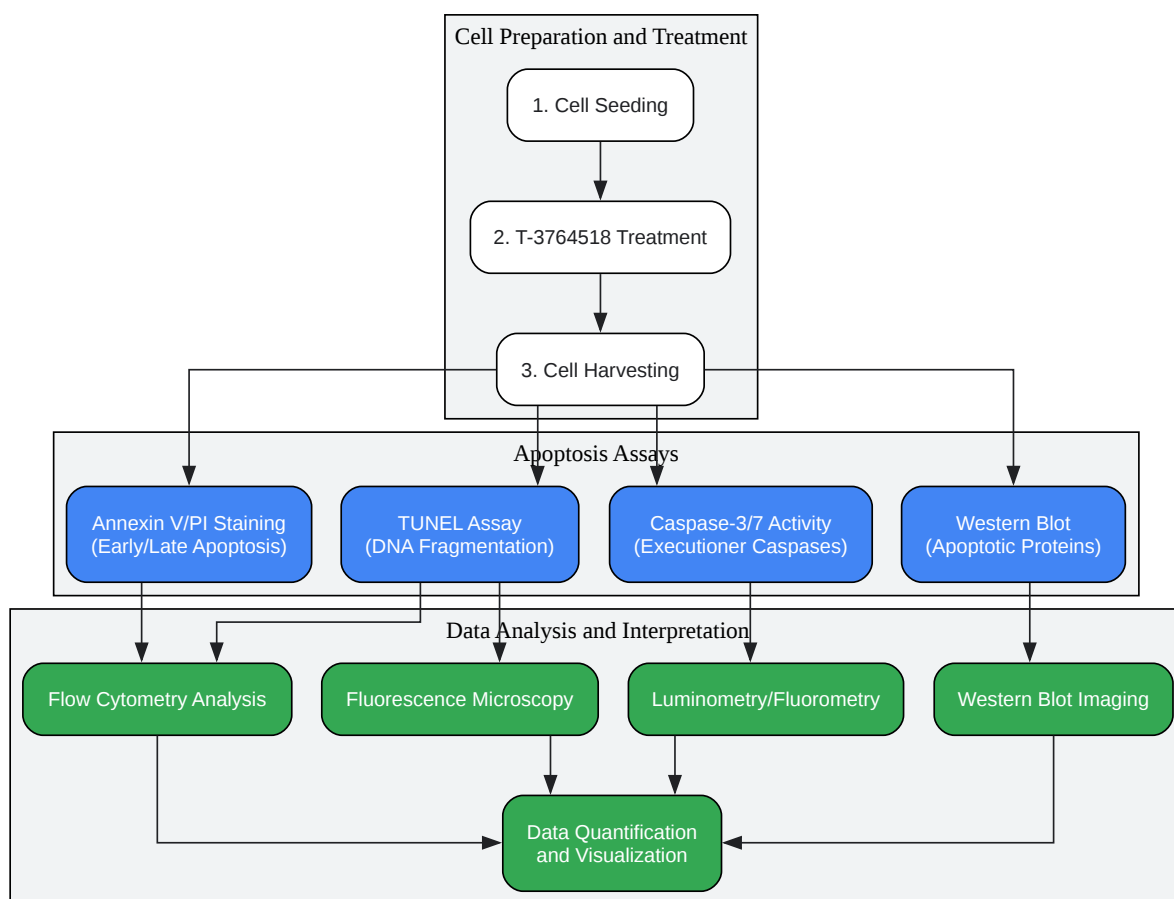 Cell Preparation and Treatment
1. Cell Seeding
2. T-3764518 Treatment
3. Cell Harvesting
Apoptosis Assays
Annexin V/PI Staining
(Early/Late Apoptosis)
TUNEL Assay
(DNA Fragmentation)
Caspase-3/7 Activity
(Executioner Caspases)
Western Blot
(Apoptotic Proteins)
Data Analysis and Interpretation
Flow Cytometry Analysis
Fluorescence Microscopy
Luminometry/Fluorometry
Western Blot Imaging
Data Quantification
and Visualization